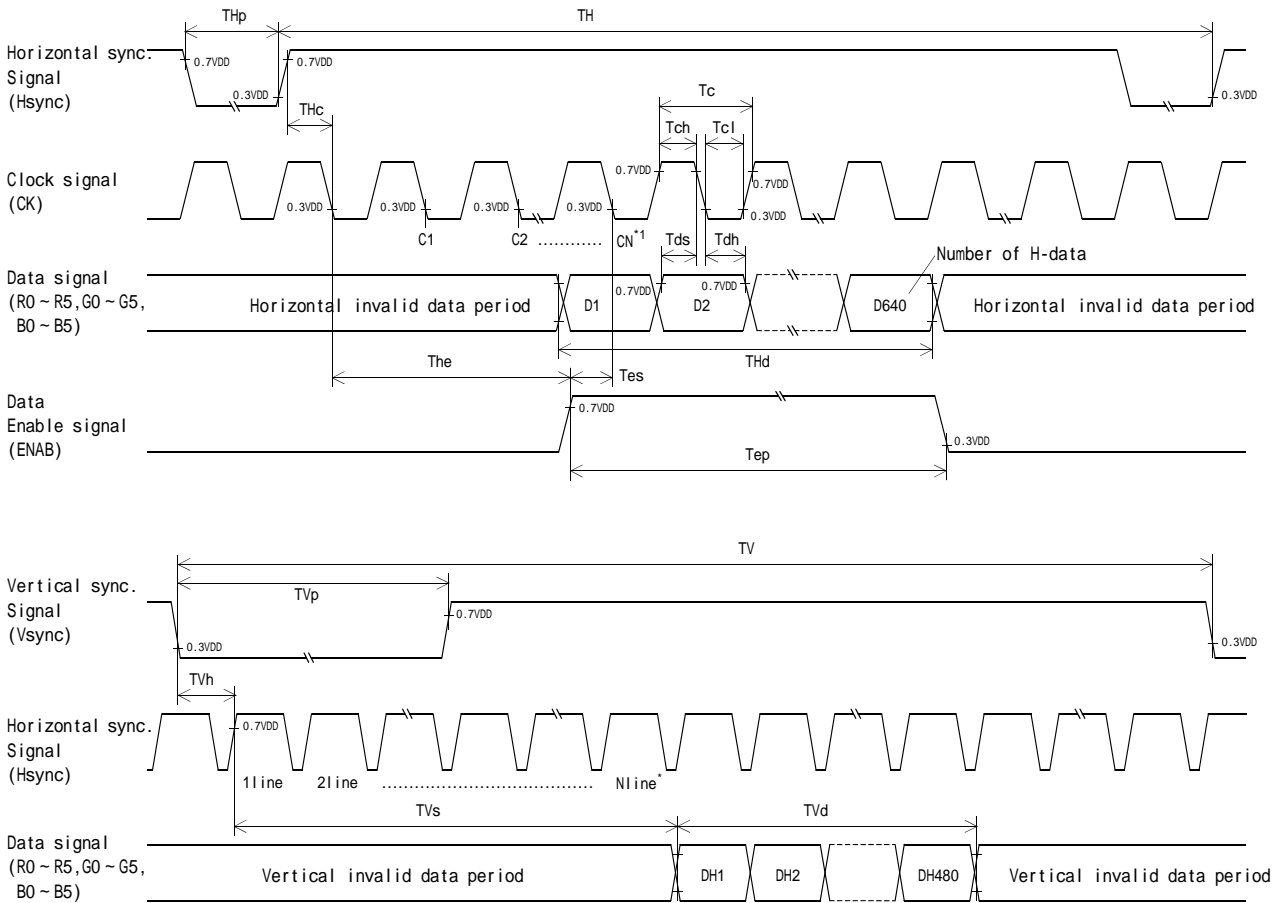 THp TH
Horizontal sync.
Signal
(Hsync)
0.7VDD 0.7VDD
0.3VDD 0.3VDD
THc Tc
Tch Tcl
Clock signal
(CK)
0.7VDD 0.7VDD
0.3VDD 0.3VDD 0.3VDD 0.3VDD 0.3VDD
C1 C2 ............ CN*1
Tds Tdh
Number of H-data
Data signal
(R0~R5,G0~G5,
B0~B5)
0.7VDD 0.7VDD
Horizontal invalid data period D1 D2 D640 Horizontal invalid data period
THd
The Tes
Data
Enable signal
(ENAB)
0.7VDD
0.3VDD
Tep
TV
Vertical sync.
Signal
(Vsync)
TVp
0.7VDD
0.3VDD 0.3VDD
TVh
Horizontal sync.
Signal
(Hsync)
0.7VDD
1line 2line ...................................... Nline*
TVs TVd
Data signal
(R0~R5,G0~G5,
B0~B5)
Vertical invalid data period DH1 DH2 DH480 Vertical invalid data period